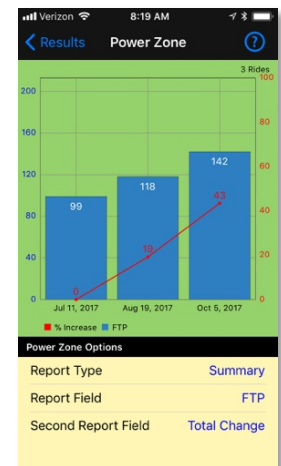 Verizon 8:19 AM
Results Power Zone ?
3 Rides
200 100
160 80
120 60
80 40
40 20
0 0
99 118 142
0 19 43
Jul 11, 2017 Aug 19, 2017 Oct 5, 2017
% Increase FTP
Power Zone Options
Report Type Summary
Report Field FTP
Second Report Field Total Change